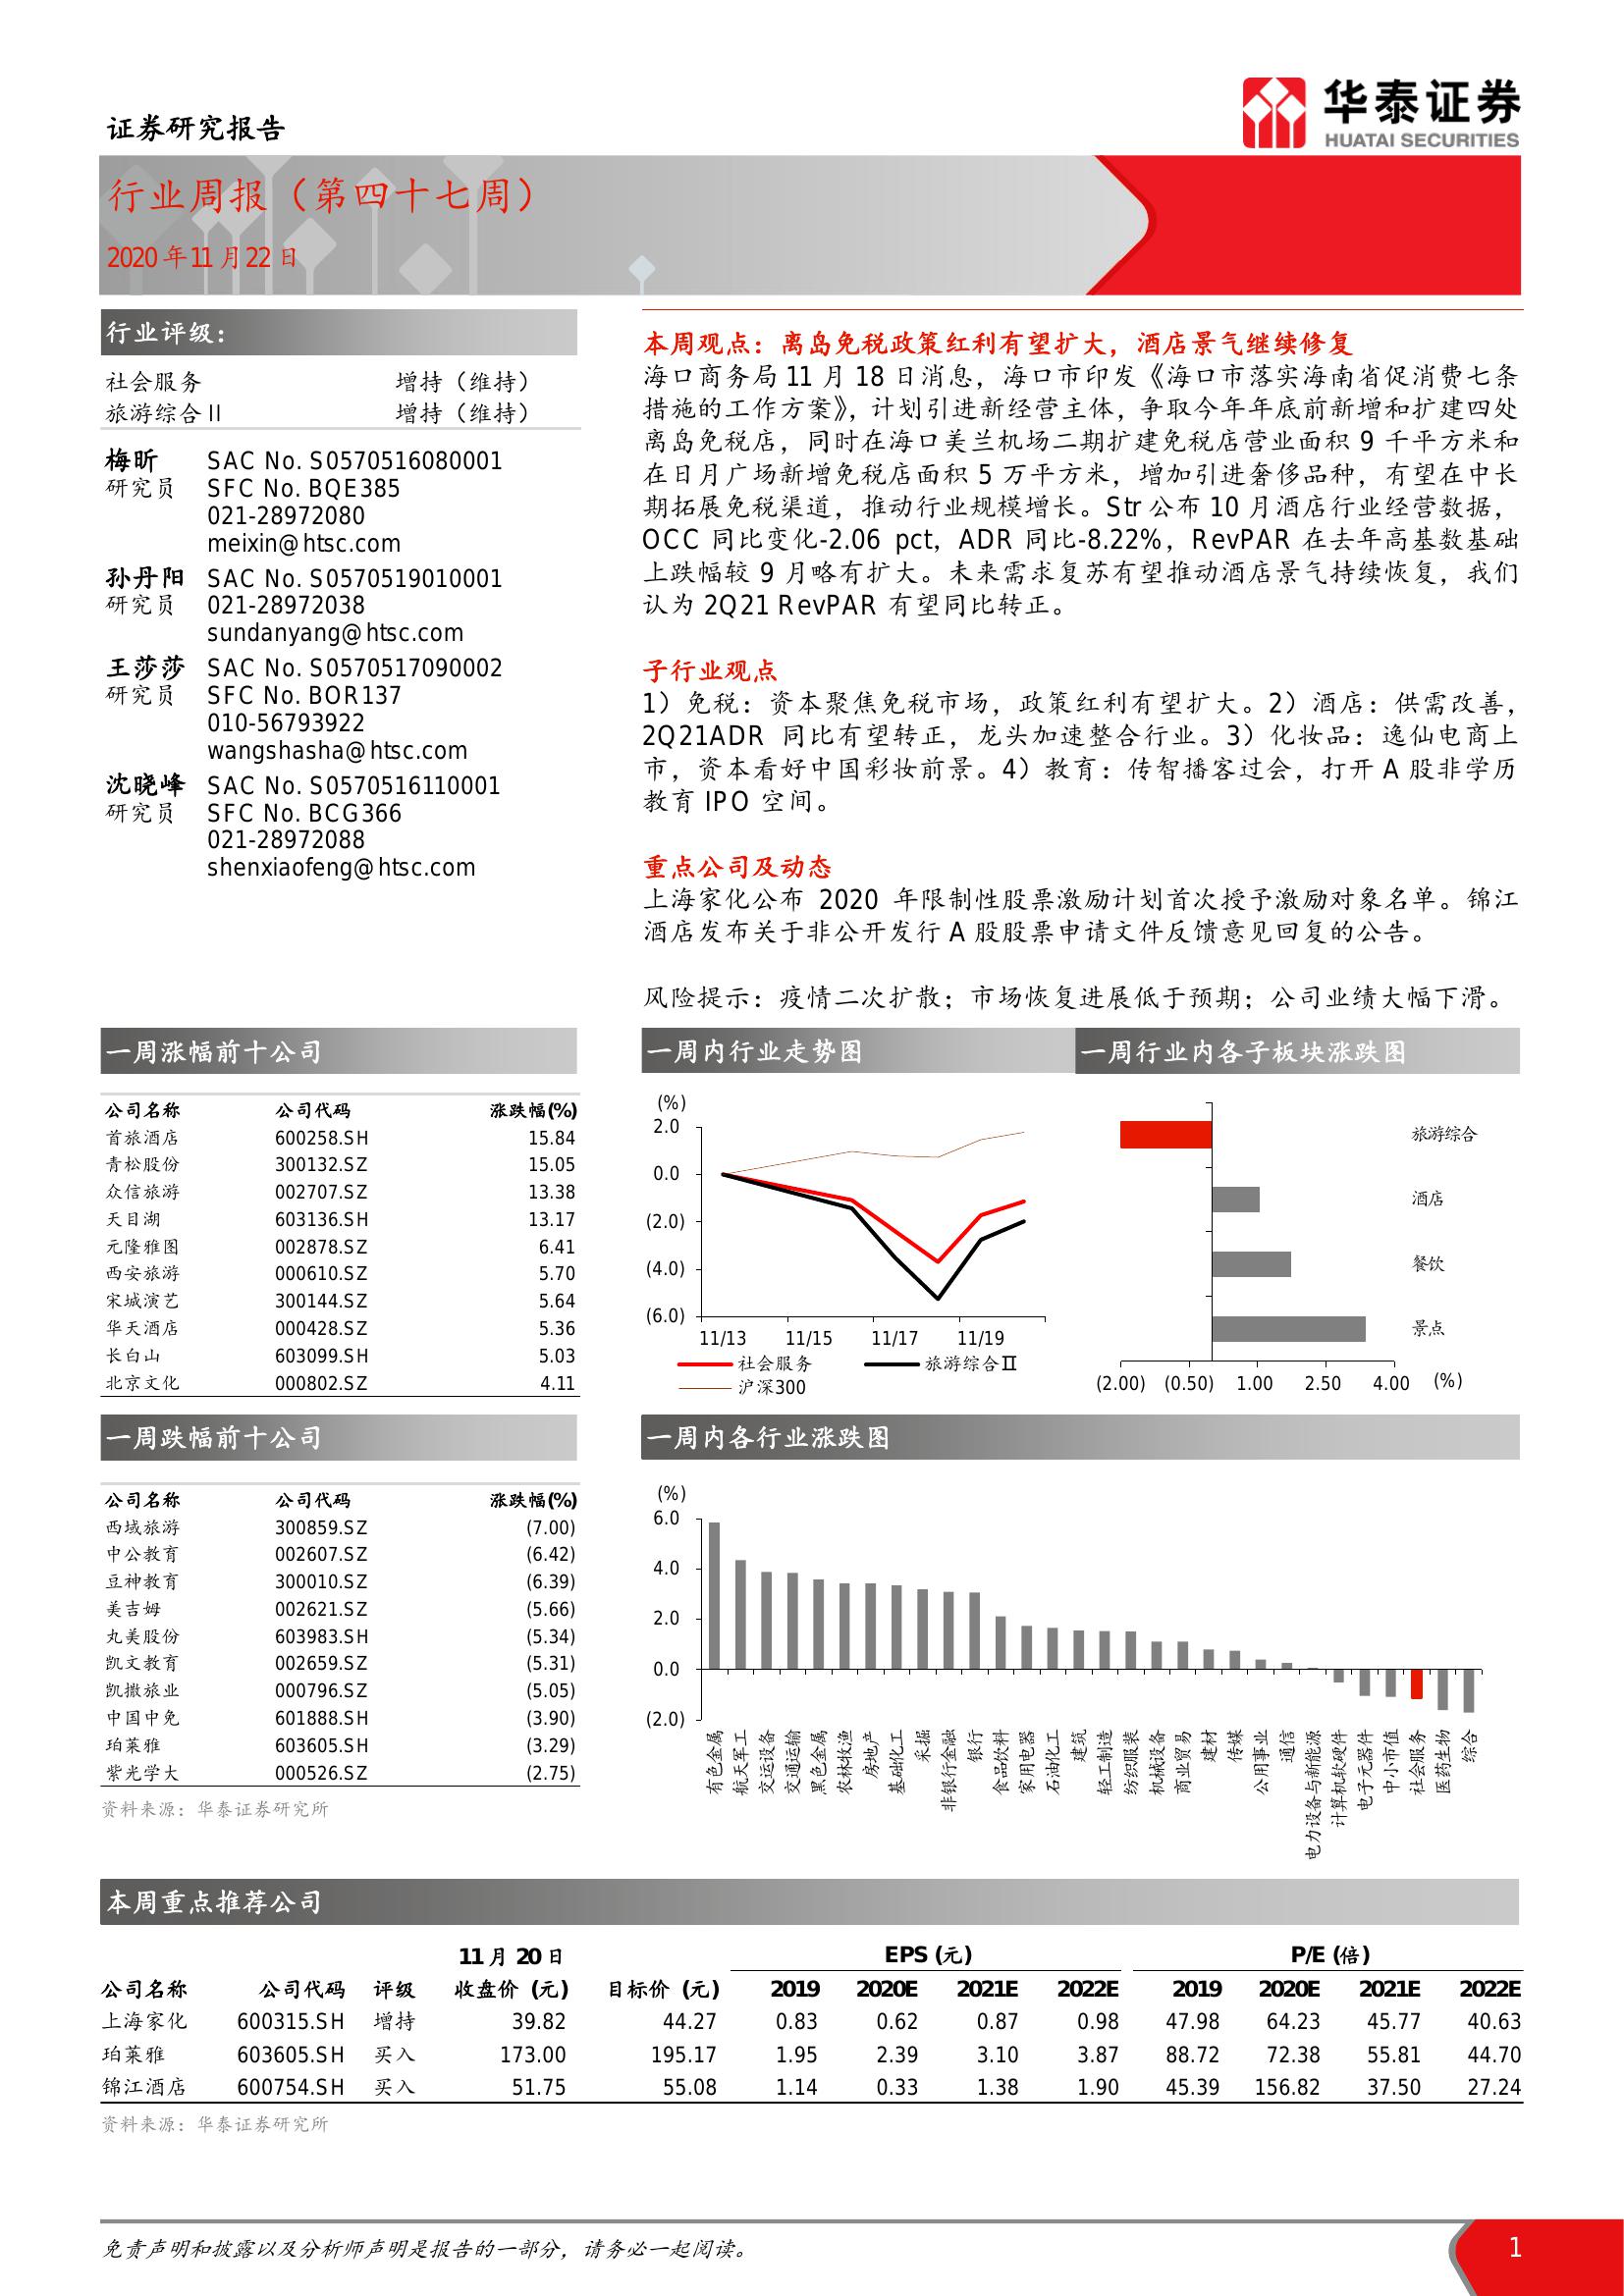 华泰证券
HUATAI SECURITIES
证券研究报告
行业周报（第四十七周）
2020 年11 月22 日
行业评级：
社会服务 增持（维持）
旅游综合 II 增持（维持）
梅昕 SAC No. S0570516080001
研究员 SFC No. BQE385
021-28972080
meixin@htsc.com
孙丹阳 SAC No. S0570519010001
研究员 021-28972038
sundanyang@htsc.com
王莎莎 SAC No. S0570517090002
研究员 SFC No. BOR137
010-56793922
wangshasha@htsc.com
沈晓峰 SAC No. S0570516110001
研究员 SFC No. BCG366
021-28972088
shenxiaofeng@htsc.com
本周观点：离岛免税政策红利有望扩大，酒店景气继续修复
海口商务局 11 月 18 日消息，海口市印发《海口市落实海南省促消费七条
措施的工作方案》，计划引进新经营主体，争取今年年底前新增和扩建四处
离岛免税店，同时在海口美兰机场二期扩建免税店营业面积 9 千平方米和
在日月广场新增免税店面积 5 万平方米，增加引进奢侈品种，有望在中长
期拓展免税渠道，推动行业规模增长。Str 公布 10 月酒店行业经营数据，
OCC 同比变化-2.06 pct，ADR 同比-8.22%，RevPAR 在去年高基数基础
上跌幅较 9 月略有扩大。未来需求复苏有望推动酒店景气持续恢复，我们
认为 2Q21 RevPAR 有望同比转正。
子行业观点
1）免税：资本聚焦免税市场，政策红利有望扩大。2）酒店：供需改善，
2Q21ADR 同比有望转正，龙头加速整合行业。3）化妆品：逸仙电商上
市，资本看好中国彩妆前景。4）教育：传智播客过会，打开 A 股非学历
教育 IPO 空间。
重点公司及动态
上海家化公布 2020 年限制性股票激励计划首次授予激励对象名单。锦江
酒店发布关于非公开发行 A 股股票申请文件反馈意见回复的公告。
风险提示：疫情二次扩散；市场恢复进展低于预期；公司业绩大幅下滑。
一周涨幅前十公司
公司名称 公司代码 涨跌幅(%)
首旅酒店 600258.SH 15.84
青松股份 300132.SZ 15.05
众信旅游 002707.SZ 13.38
天目湖 603136.SH 13.17
元隆雅图 002878.SZ 6.41
西安旅游 000610.SZ 5.70
宋城演艺 300144.SZ 5.64
华天酒店 000428.SZ 5.36
长白山 603099.SH 5.03
北京文化 000802.SZ 4.11
一周内行业走势图
(%)
2.0
0.0
(2.0)
(4.0)
(6.0)
11/13 11/15 11/17 11/19
社会服务 旅游综合II
沪深300
一周行业内各子板块涨跌图
旅游综合
酒店
餐饮
景点
(2.00) (0.50) 1.00 2.50 4.00 (%)
一周跌幅前十公司
公司名称 公司代码 涨跌幅(%)
西域旅游 300859.SZ (7.00)
中公教育 002607.SZ (6.42)
豆神教育 300010.SZ (6.39)
美吉姆 002621.SZ (5.66)
丸美股份 603983.SH (5.34)
凯文教育 002659.SZ (5.31)
凯撒旅业 000796.SZ (5.05)
中国中免 601888.SH (3.90)
珀莱雅 603605.SH (3.29)
紫光学大 000526.SZ (2.75)
资料来源：华泰证券研究所
一周内各行业涨跌图
(%)
6.0
4.0
2.0
0.0
(2.0)
有色金属
航天军工
交运设备
交通运输
黑色金属
农林牧渔
房地产
基础化工
采掘
非银行金融
银行
食品饮料
家用电器
石油化工
建筑
轻工制造
纺织服装
机械设备
商业贸易
建材
传媒
公用事业
通信
电力设备与新能源
计算机软硬件
电子元器件
中小市值
社会服务
医药生物
综合
本周重点推荐公司
11 月 20 日 EPS (元) P/E (倍)
公司名称 公司代码 评级 收盘价 (元) 目标价 (元) 2019 2020E 2021E 2022E 2019 2020E 2021E 2022E
上海家化 600315.SH 增持 39.82 44.27 0.83 0.62 0.87 0.98 47.98 64.23 45.77 40.63
珀莱雅 603605.SH 买入 173.00 195.17 1.95 2.39 3.10 3.87 88.72 72.38 55.81 44.70
锦江酒店 600754.SH 买入 51.75 55.08 1.14 0.33 1.38 1.90 45.39 156.82 37.50 27.24
资料来源：华泰证券研究所
免责声明和披露以及分析师声明是报告的一部分，请务必一起阅读。 1